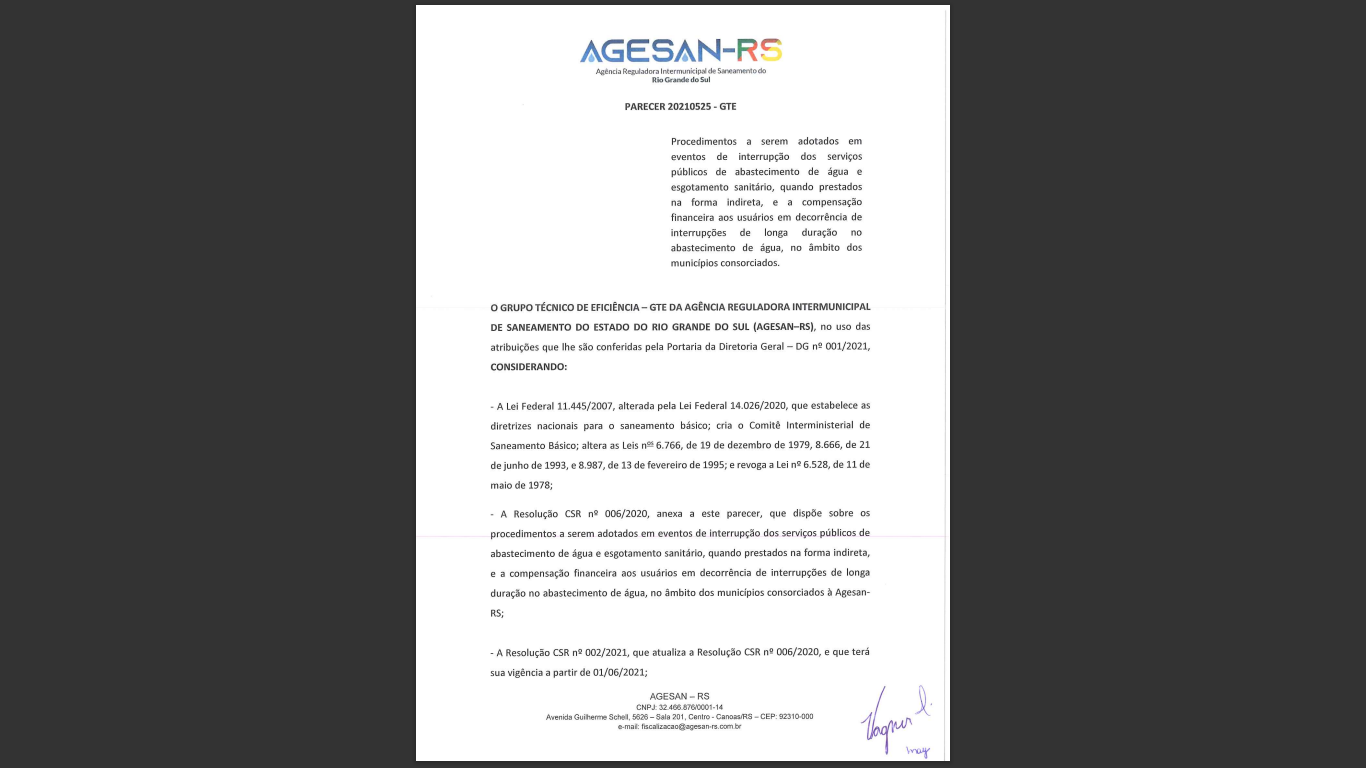 AGESAN-RS
Agência Reguladora Intermunicipal de Saneamento do
Rio Grande do Sul
PARECER 20210525 - GTE
Procedimentos a serem adotados em
eventos de interrupção dos serviços
públicos de abastecimento de água e
esgotamento sanitário, quando prestados
na forma indireta, e a compensação
financeira aos usuários em decorrência de
interrupções de longa duração no
abastecimento de água, no âmbito dos
municípios consorciados.
O GRUPO TÉCNICO DE EFICIÊNCIA – GTE DA AGÊNCIA REGULADORA INTERMUNICIPAL
DE SANEAMENTO DO ESTADO DO RIO GRANDE DO SUL (AGESAN–RS), no uso das
atribuições que lhe são conferidas pela Portaria da Diretoria Geral – DG nº 001/2021,
CONSIDERANDO:
- A Lei Federal 11.445/2007, alterada pela Lei Federal 14.026/2020, que estabelece as
diretrizes nacionais para o saneamento básico; cria o Comitê Interministerial de
Saneamento Básico; altera as Leis nºs 6.766, de 19 de dezembro de 1979, 8.666, de 21
de junho de 1993, e 8.987, de 13 de fevereiro de 1995; e revoga a Lei nº 6.528, de 11 de
maio de 1978;
- A Resolução CSR nº 006/2020, anexa a este parecer, que dispõe sobre os
procedimentos a serem adotados em eventos de interrupção dos serviços públicos de
abastecimento de água e esgotamento sanitário, quando prestados na forma indireta,
e a compensação financeira aos usuários em decorrência de interrupções de longa
duração no abastecimento de água, no âmbito dos municípios consorciados à Agesan-
RS;
- A Resolução CSR nº 002/2021, que atualiza a Resolução CSR nº 006/2020, e que terá
sua vigência a partir de 01/06/2021;
AGESAN – RS
CNPJ: 32.466.876/0001-14
Avenida Guilherme Schell, 5626 – Sala 201, Centro - Canoas/RS – CEP: 92310-000
e-mail: fiscalizacao@agesan-rs.com.br
Vagner